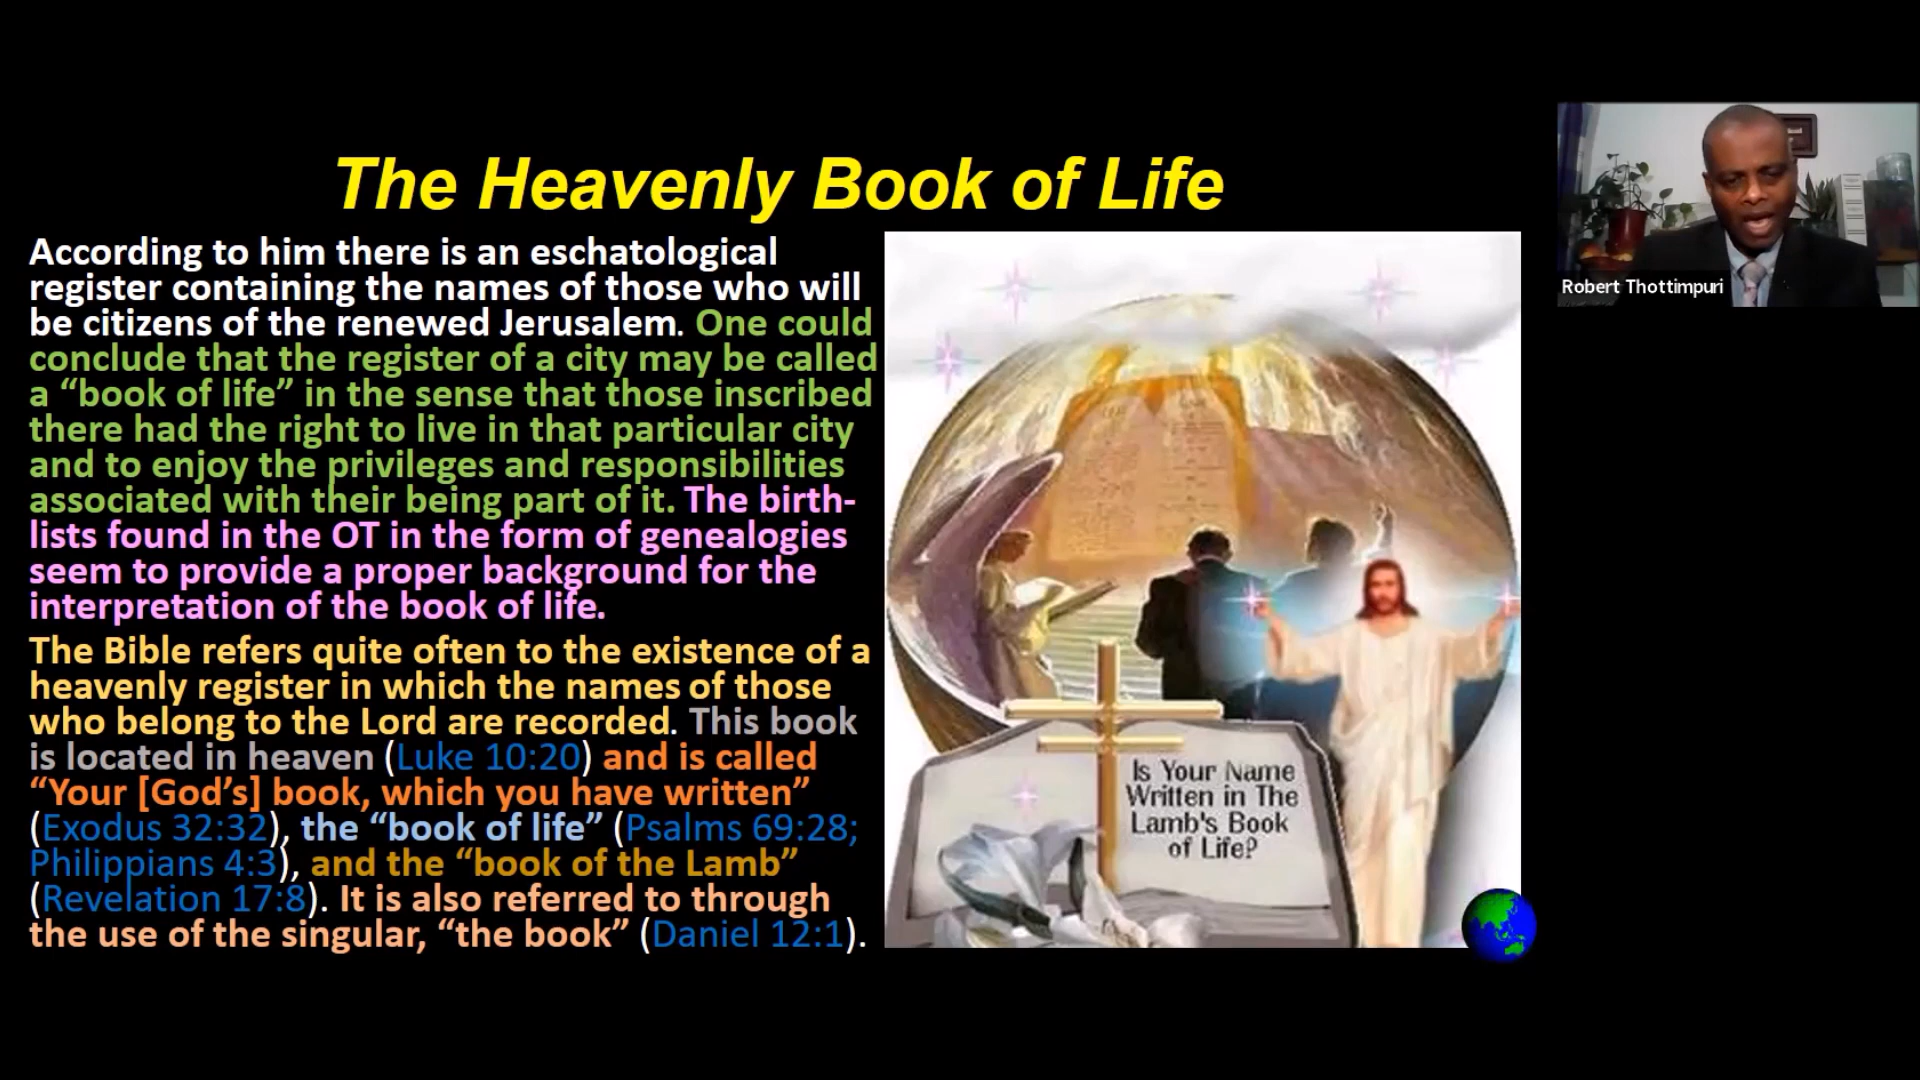 The Heavenly Book of Life
According to him there is an eschatological
register containing the names of those who will
be citizens of the renewed Jerusalem. One could
conclude that the register of a city may be called
a “book of life” in the sense that those inscribed
there had the right to live in that particular city
and to enjoy the privileges and responsibilities
associated with their being part of it. The birth-
lists found in the OT in the form of genealogies
seem to provide a proper background for the
interpretation of the book of life.
The Bible refers quite often to the existence of a
heavenly register in which the names of those
who belong to the Lord are recorded. This book
is located in heaven (Luke 10:20) and is called
“Your [God’s] book, which you have written”
(Exodus 32:32), the “book of life” (Psalms 69:28;
Philippians 4:3), and the “book of the Lamb”
(Revelation 17:8). It is also referred to through
the use of the singular, “the book” (Daniel 12:1).
Is Your Name
Written in The
Lamb's Book
of Life?
Robert Thottimpuri